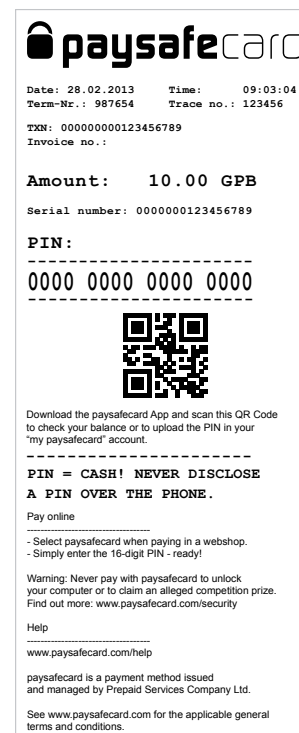 paysafecard
Date: 28.02.2013 Time: 09:03:04
Term-Nr.: 987654 Trace no.: 123456
TXN: 000000000123456789
Invoice no.:
Amount: 10.00 GPB
Serial number: 0000000123456789
PIN:
-----------------------
0000 0000 0000 0000
-----------------------
Download the paysafecard App and scan this QR Code
to check your balance or to upload the PIN in your
“my paysafecard” account.
-----------------------
PIN = CASH! NEVER DISCLOSE
A PIN OVER THE PHONE.
Pay online
-------------------------------------
- Select paysafecard when paying in a webshop.
- Simply enter the 16-digit PIN - ready!
Warning: Never pay with paysafecard to unlock
your computer or to claim an alleged competition prize.
Find out more: www.paysafecard.com/security
Help
-------------------------------------
www.paysafecard.com/help
paysafecard is a payment method issued
and managed by Prepaid Services Company Ltd.
See www.paysafecard.com for the applicable general
terms and conditions.